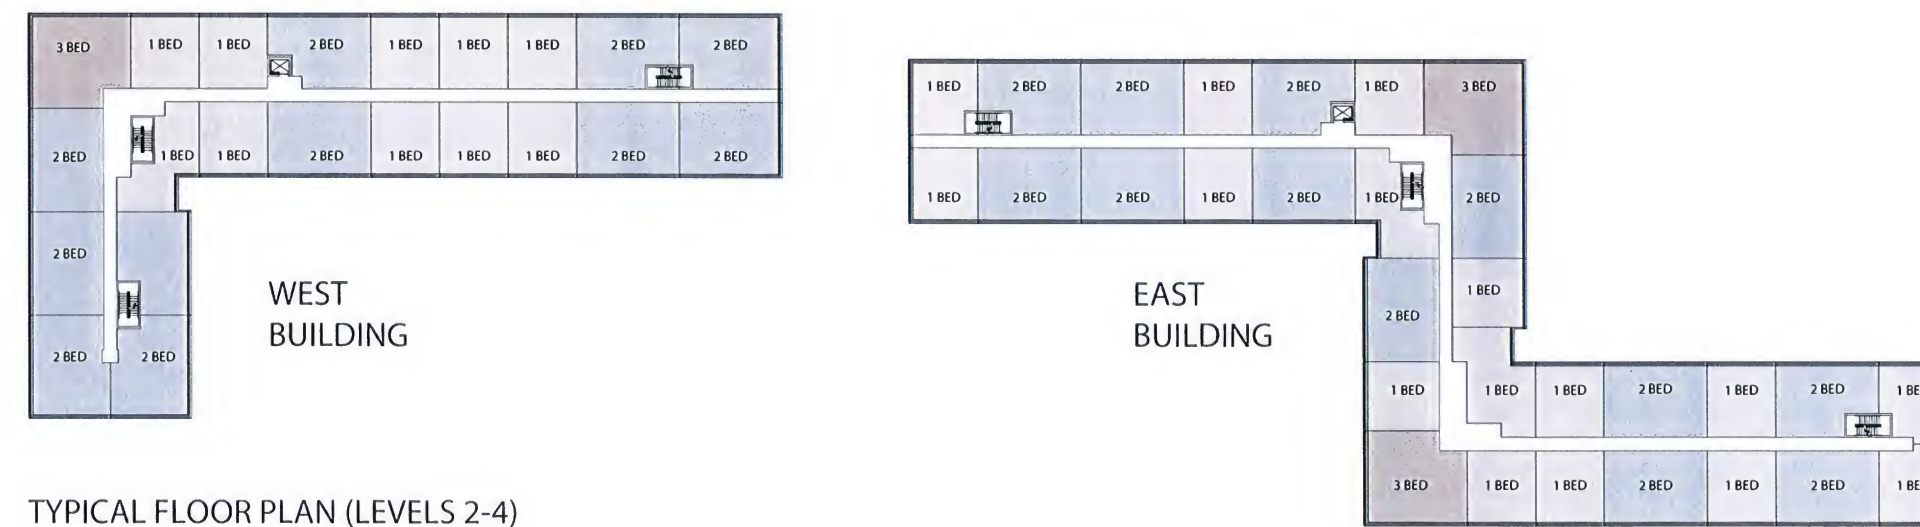 3 BED 1 BED 1 BED 2 BED 1 BED 1 BED 1 BED 2 BED 2 BED
2 BED 1 BED 1 BED 2 BED 1 BED 1 BED 1 BED 2 BED 2 BED
2 BED
2 BED 2 BED
WEST
BUILDING
1 BED 2 BED 2 BED 1 BED 2 BED 1 BED 3 BED
1 BED 2 BED 2 BED 1 BED 2 BED 1 BED 2 BED
1 BED
2 BED
EAST
BUILDING
1 BED 1 BED 1 BED 2 BED 1 BED 2 BED 1 BE
3 BED 1 BED 1 BED 2 BED 1 BED 2 BED 1 BE
TYPICAL FLOOR PLAN (LEVELS 2-4)